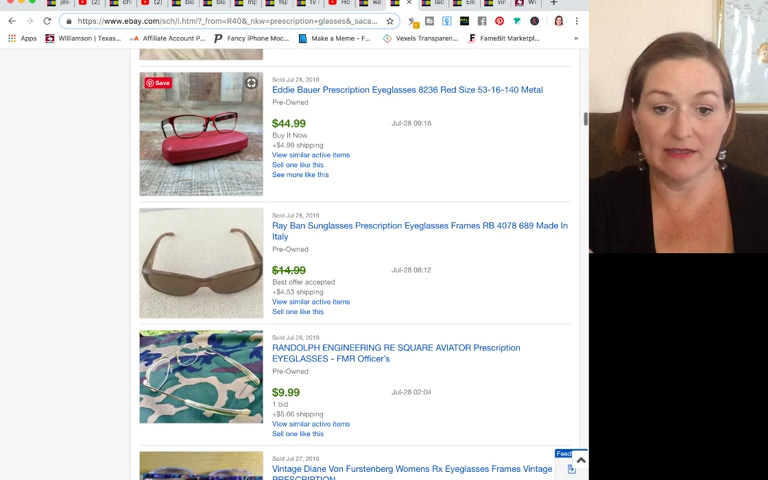 https://www.ebay.com/sch/i.html?_from=R40&_nkw=prescription+glasses&_saca...
Apps
Williamson | Texas...
Affiliate Account P...
Fancy iPhone Moc...
Make a Meme - F...
Vexels Transparen...
FameBit Marketpl...
»
Save
Sold Jul 28, 2019
Eddie Bauer Prescription Eyeglasses 8236 Red Size 53-16-140 Metal
Pre-Owned
$44.99
Jul-28 09:16
Buy It Now
+$4.99 shipping
View similar active items
Sell one like this
See more like this
Sold Jul 28, 2019
Ray Ban Sunglasses Prescription Eyeglasses Frames RB 4078 689 Made In
Italy
Pre-Owned
$14.99
Jul-28 08:12
Best offer accepted
+$4.53 shipping
View similar active items
Sell one like this
Sold Jul 28, 2019
RANDOLPH ENGINEERING RE SQUARE AVIATOR Prescription
EYEGLASSES - FMR Officer's
Pre-Owned
$9.99
Jul-28 02:04
1 bid
+$5.66 shipping
View similar active items
Sell one like this
Sold Jul 27, 2019
Vintage Diane Von Furstenberg Womens Rx Eyeglasses Frames Vintage
PRESCRIPTION